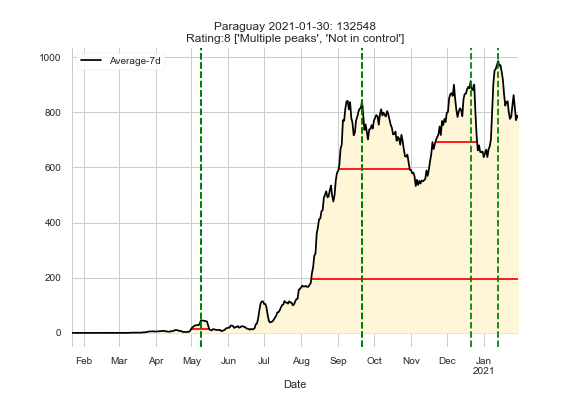 Paraguay 2021-01-30: 132548
Rating:8 ['Multiple peaks', 'Not in control']
Average-7d
1000
800
600
400
200
0
Feb Mar Apr May Jun Jul Aug Sep Oct Nov Dec Jan
2021
Date